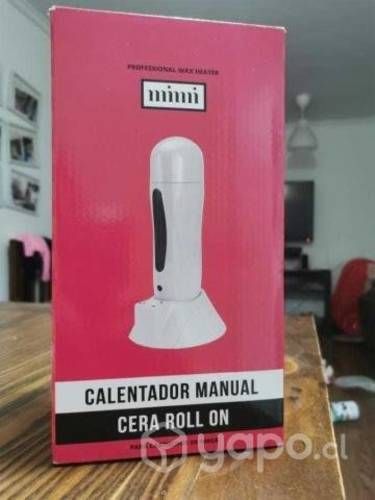 PROFESSIONAL WAX HEATER
mimi
CALENTADOR MANUAL
CERA ROLL ON
yapo.cl